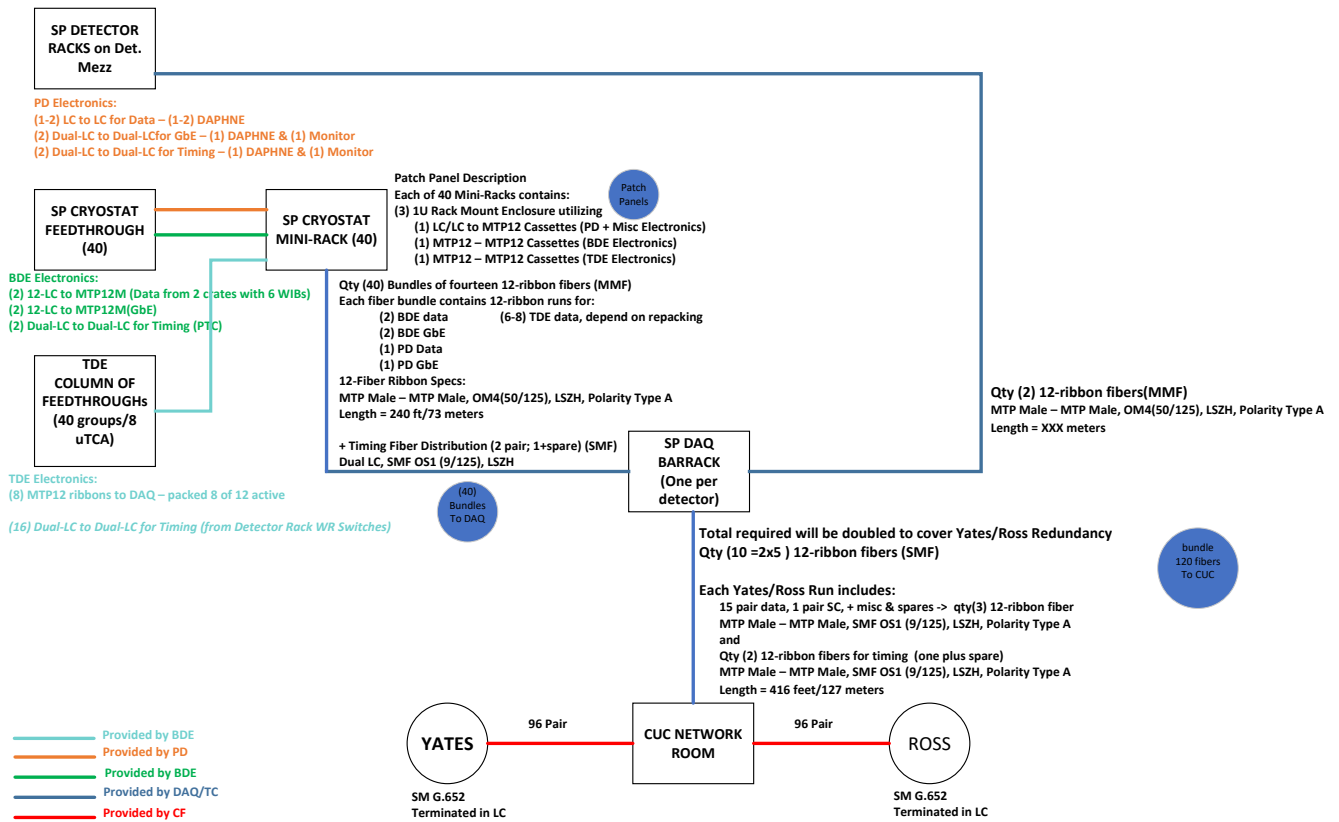 SP DETECTOR
RACKS on Det.
Mezz
PD Electronics:
(1-2) LC to LC for Data – (1-2) DAPHNE
(2) Dual-LC to Dual-LCfor GbE – (1) DAPHNE & (1) Monitor
(2) Dual-LC to Dual-LC for Timing – (1) DAPHNE & (1) Monitor
SP CRYOSTAT
FEEDTHROUGH
(40)
SP CRYOSTAT
MINI-RACK (40)
Patch Panel Description
Each of 40 Mini-Racks contains:
(3) 1U Rack Mount Enclosure utilizing
(1) LC/LC to MTP12 Cassettes (PD + Misc Electronics)
(1) MTP12 – MTP12 Cassettes (BDE Electronics)
(1) MTP12 – MTP12 Cassettes (TDE Electronics)
Patch
Panels
BDE Electronics:
(2) 12-LC to MTP12M (Data from 2 crates with 6 WIBs)
(2) 12-LC to MTP12M(GbE)
(2) Dual-LC to Dual-LC for Timing (PTC)
Qty (40) Bundles of fourteen 12-ribbon fibers (MMF)
Each fiber bundle contains 12-ribbon runs for:
(2) BDE data (6-8) TDE data, depend on repacking
(2) BDE GbE
(1) PD Data
(1) PD GbE
12-Fiber Ribbon Specs:
MTP Male – MTP Male, OM4(50/125), LSZH, Polarity Type A
Length = 240 ft/73 meters
TDE
COLUMN OF
FEEDTHROUGHs
(40 groups/8
uTCA)
+ Timing Fiber Distribution (2 pair; 1+spare) (SMF)
Dual LC, SMF OS1 (9/125), LSZH
SP DAQ
BARRACK
(One per
detector)
Qty (2) 12-ribbon fibers(MMF)
MTP Male – MTP Male, OM4(50/125), LSZH, Polarity Type A
Length = XXX meters
TDE Electronics:
(8) MTP12 ribbons to DAQ – packed 8 of 12 active
(16) Dual-LC to Dual-LC for Timing (from Detector Rack WR Switches)
(40)
Bundles
To DAQ
Total required will be doubled to cover Yates/Ross Redundancy
Qty (10 =2x5 ) 12-ribbon fibers (SMF)
bundle
120 fibers
To CUC
Each Yates/Ross Run includes:
15 pair data, 1 pair SC, + misc & spares -> qty(3) 12-ribbon fiber
MTP Male – MTP Male, SMF OS1 (9/125), LSZH, Polarity Type A
and
Qty (2) 12-ribbon fibers for timing (one plus spare)
MTP Male – MTP Male, SMF OS1 (9/125), LSZH, Polarity Type A
Length = 416 feet/127 meters
YATES
96 Pair
CUC NETWORK
ROOM
96 Pair
ROSS
SM G.652
Terminated in LC
SM G.652
Terminated in LC
Provided by BDE
Provided by PD
Provided by BDE
Provided by DAQ/TC
Provided by CF